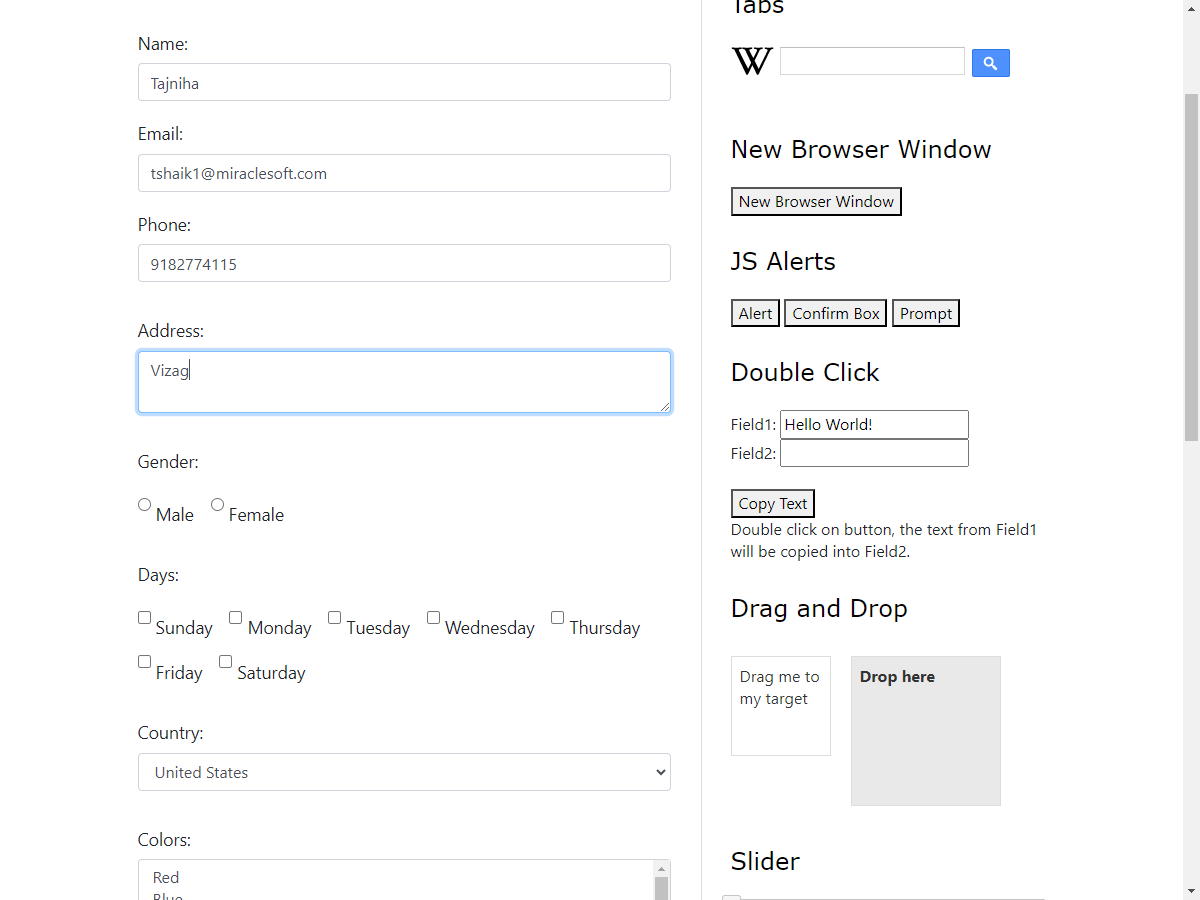 Name:
Tajniha
Email:
tshaik1@miraclesoft.com
Phone:
9182774115
Address:
Vizag
Gender:
Male Female
Days:
Sunday Monday Tuesday Wednesday Thursday
Friday Saturday
Country:
United States
Colors:
Red
Blue
Tabs
W
New Browser Window
New Browser Window
JS Alerts
Alert Confirm Box Prompt
Double Click
Field1: Hello World!
Field2:
Copy Text
Double click on button, the text from Field1
will be copied into Field2.
Drag and Drop
Drag me to
my target
Drop here
Slider